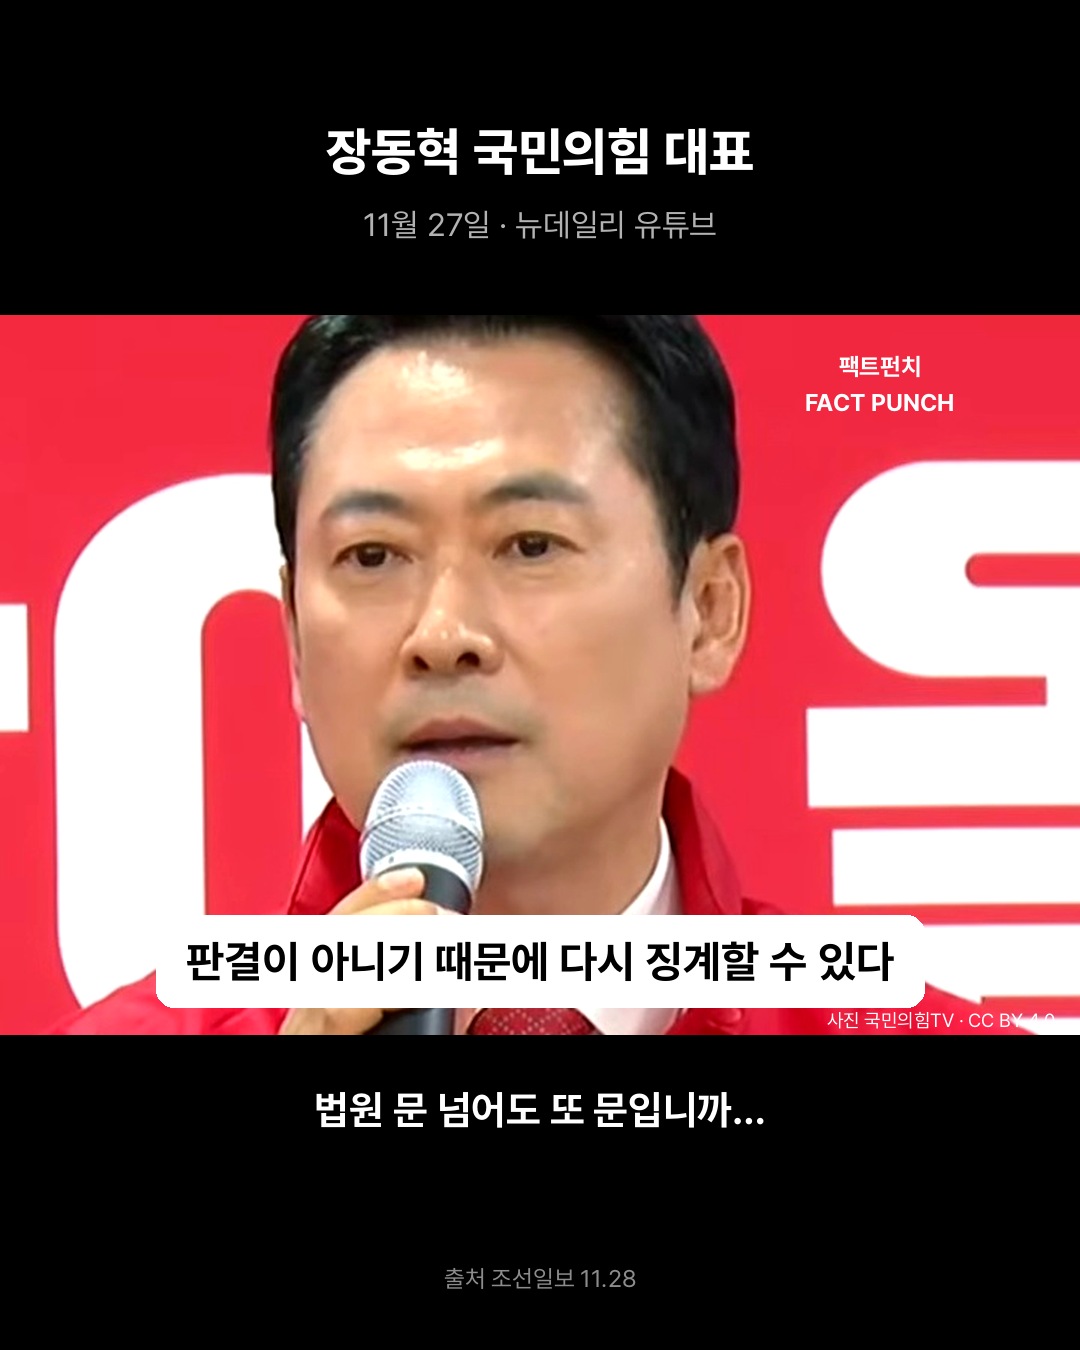 장동혁 국민의힘 대표
11월 27일 · 뉴데일리 유튜브
팩트펀치
FACT PUNCH
판결이 아니기 때문에 다시 징계할 수 있다
사진 국민의힘TV · CC BY 4.0
법원 문 넘어도 또 문입니까...
출처 조선일보 11.28